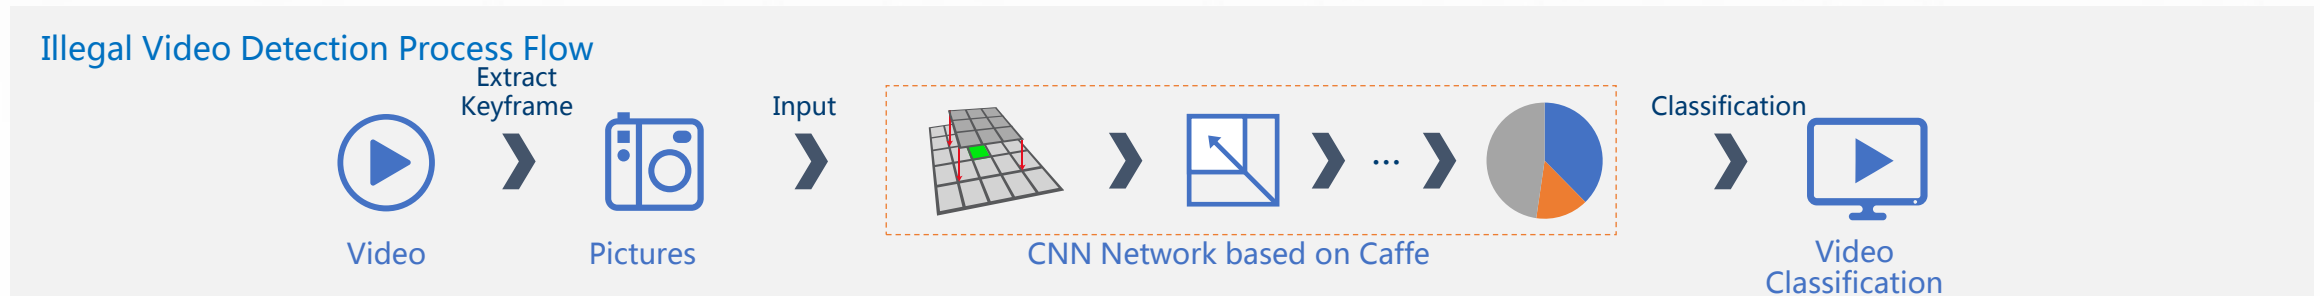 Illegal Video Detection Process Flow
Extract
Keyframe
Input
Classification
...
Video
Pictures
CNN Network based on Caffe
Video
Classification